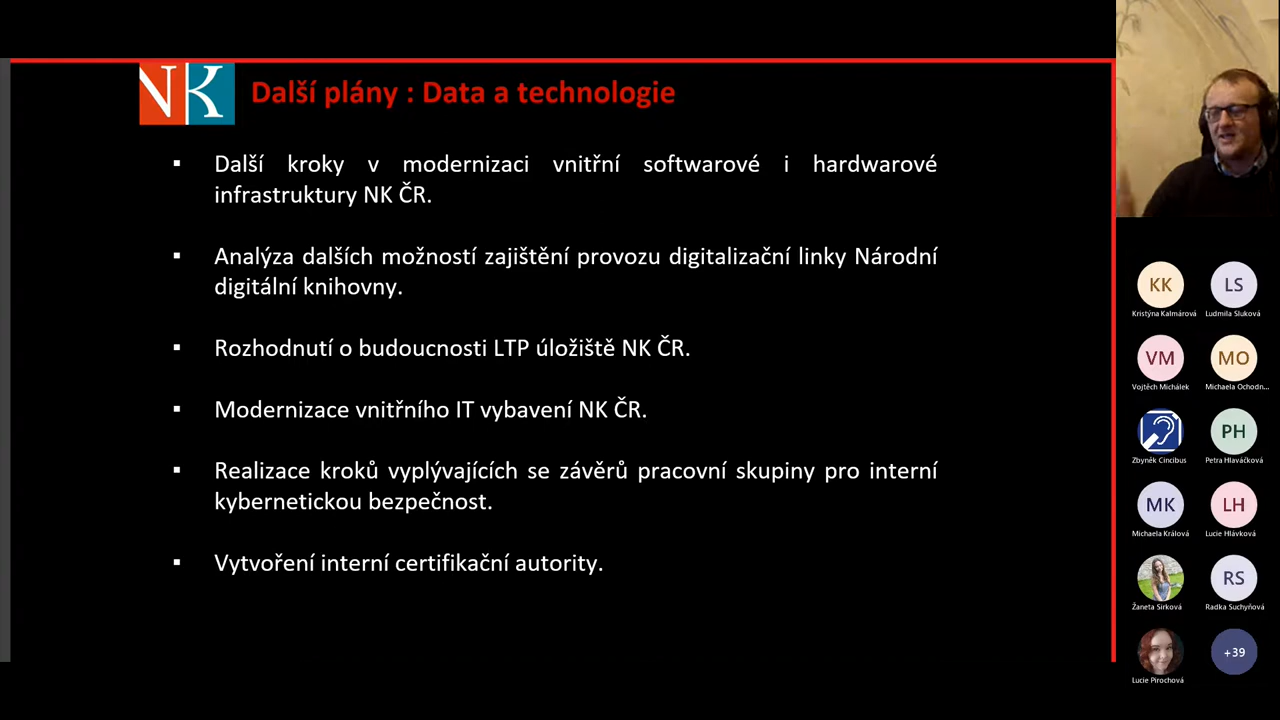 NK
Další plány : Data a technologie
▪ Další kroky v modernizaci vnitřní softwarové i hardwarové
infrastruktury NK ČR.
▪ Analýza dalších možností zajištění provozu digitalizační linky Národní
digitální knihovny.
▪ Rozhodnutí o budoucnosti LTP úložiště NK ČR.
▪ Modernizace vnitřního IT vybavení NK ČR.
▪ Realizace kroků vyplývajících se závěrů pracovní skupiny pro interní
kybernetickou bezpečnost.
▪ Vytvoření interní certifikační autority.
KK
Kristýna Kalmárová
LS
Ludmila Sluková
VM
Vojtěch Michálek
MO
Michaela Ochodn...
Zbyněk Cincibus
PH
Petra Hlaváčková
MK
Michaela Králová
LH
Lucie Hlávková
Žaneta Sirková
RS
Radka Suchyňová
Lucie Pirochová
+39